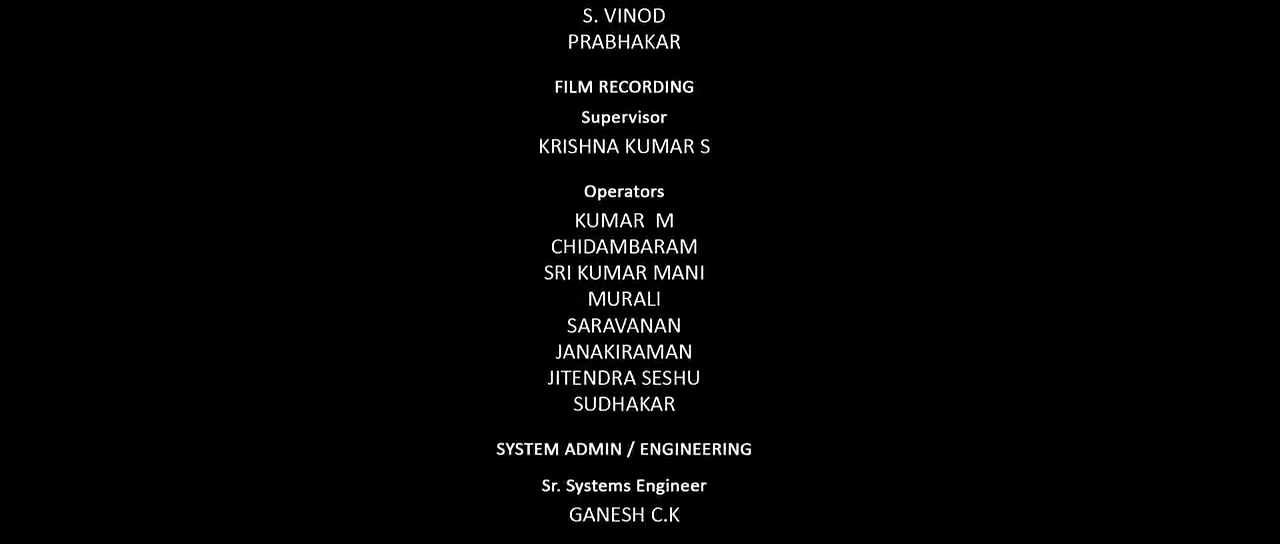 S. VINOD
PRABHAKAR
FILM RECORDING
Supervisor
KRISHNA KUMAR S
Operators
KUMAR  M
CHIDAMBARAM
SRI KUMAR MANI
MURALI
SARAVANAN
JANAKIRAMAN
JITENDRA SESHU
SUDHAKAR
SYSTEM ADMIN / ENGINEERING
Sr. Systems Engineer
GANESH C.K